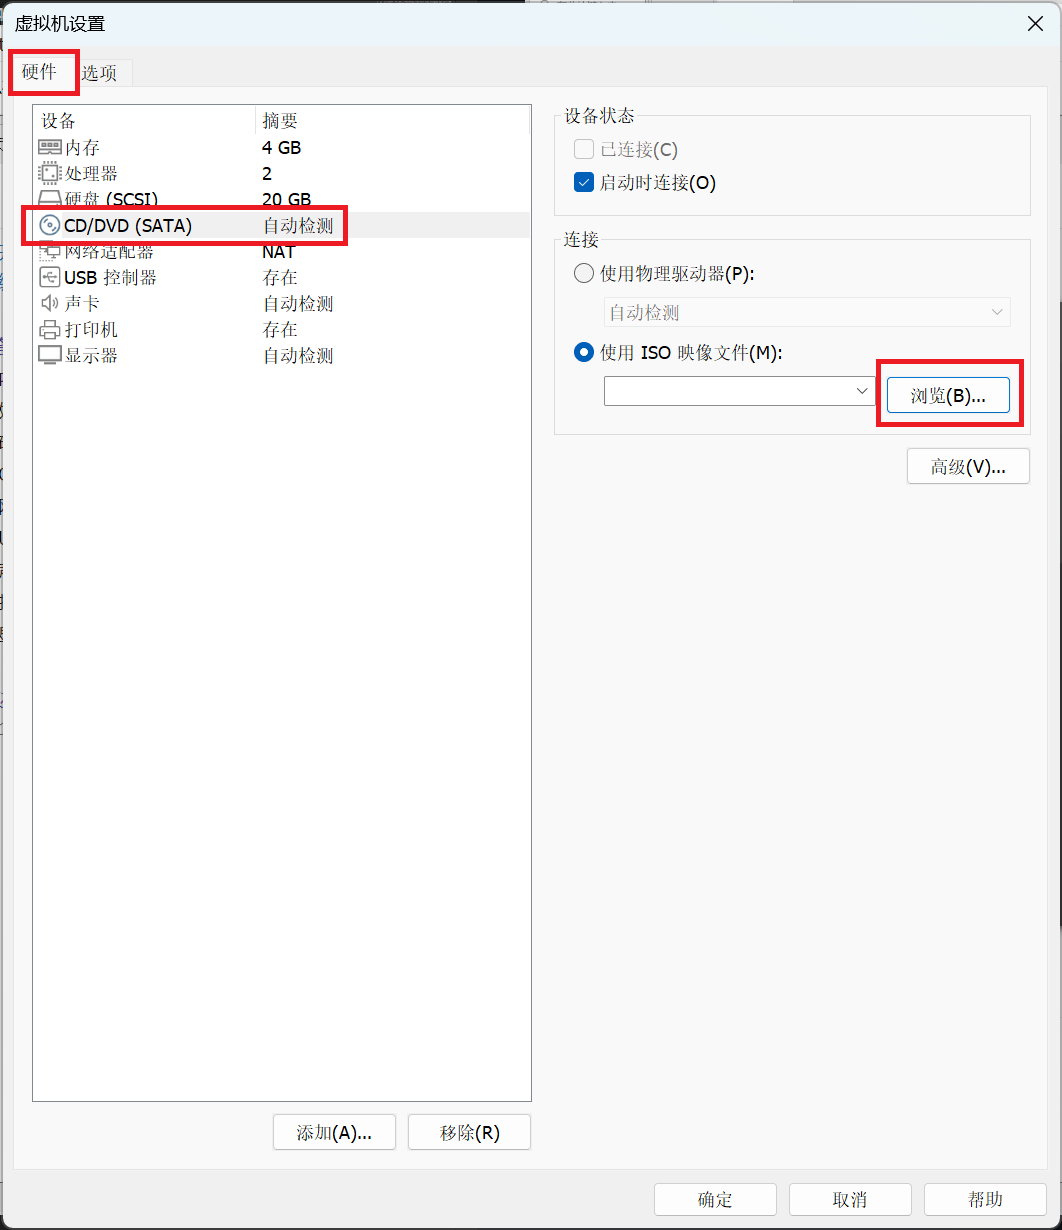 虚拟机设置
硬件 选项
设备 摘要
内存 4 GB
处理器 2
硬盘 (SCSI) 20 GB
CD/DVD (SATA) 自动检测
网络适配器 NAT
USB 控制器 存在
声卡 自动检测
打印机 存在
显示器 自动检测
添加(A)... 移除(R)
设备状态
已连接(C)
启动时连接(O)
连接
使用物理驱动器(P):
自动检测
使用 ISO 映像文件(M):
浏览(B)...
高级(V)...
确定 取消 帮助